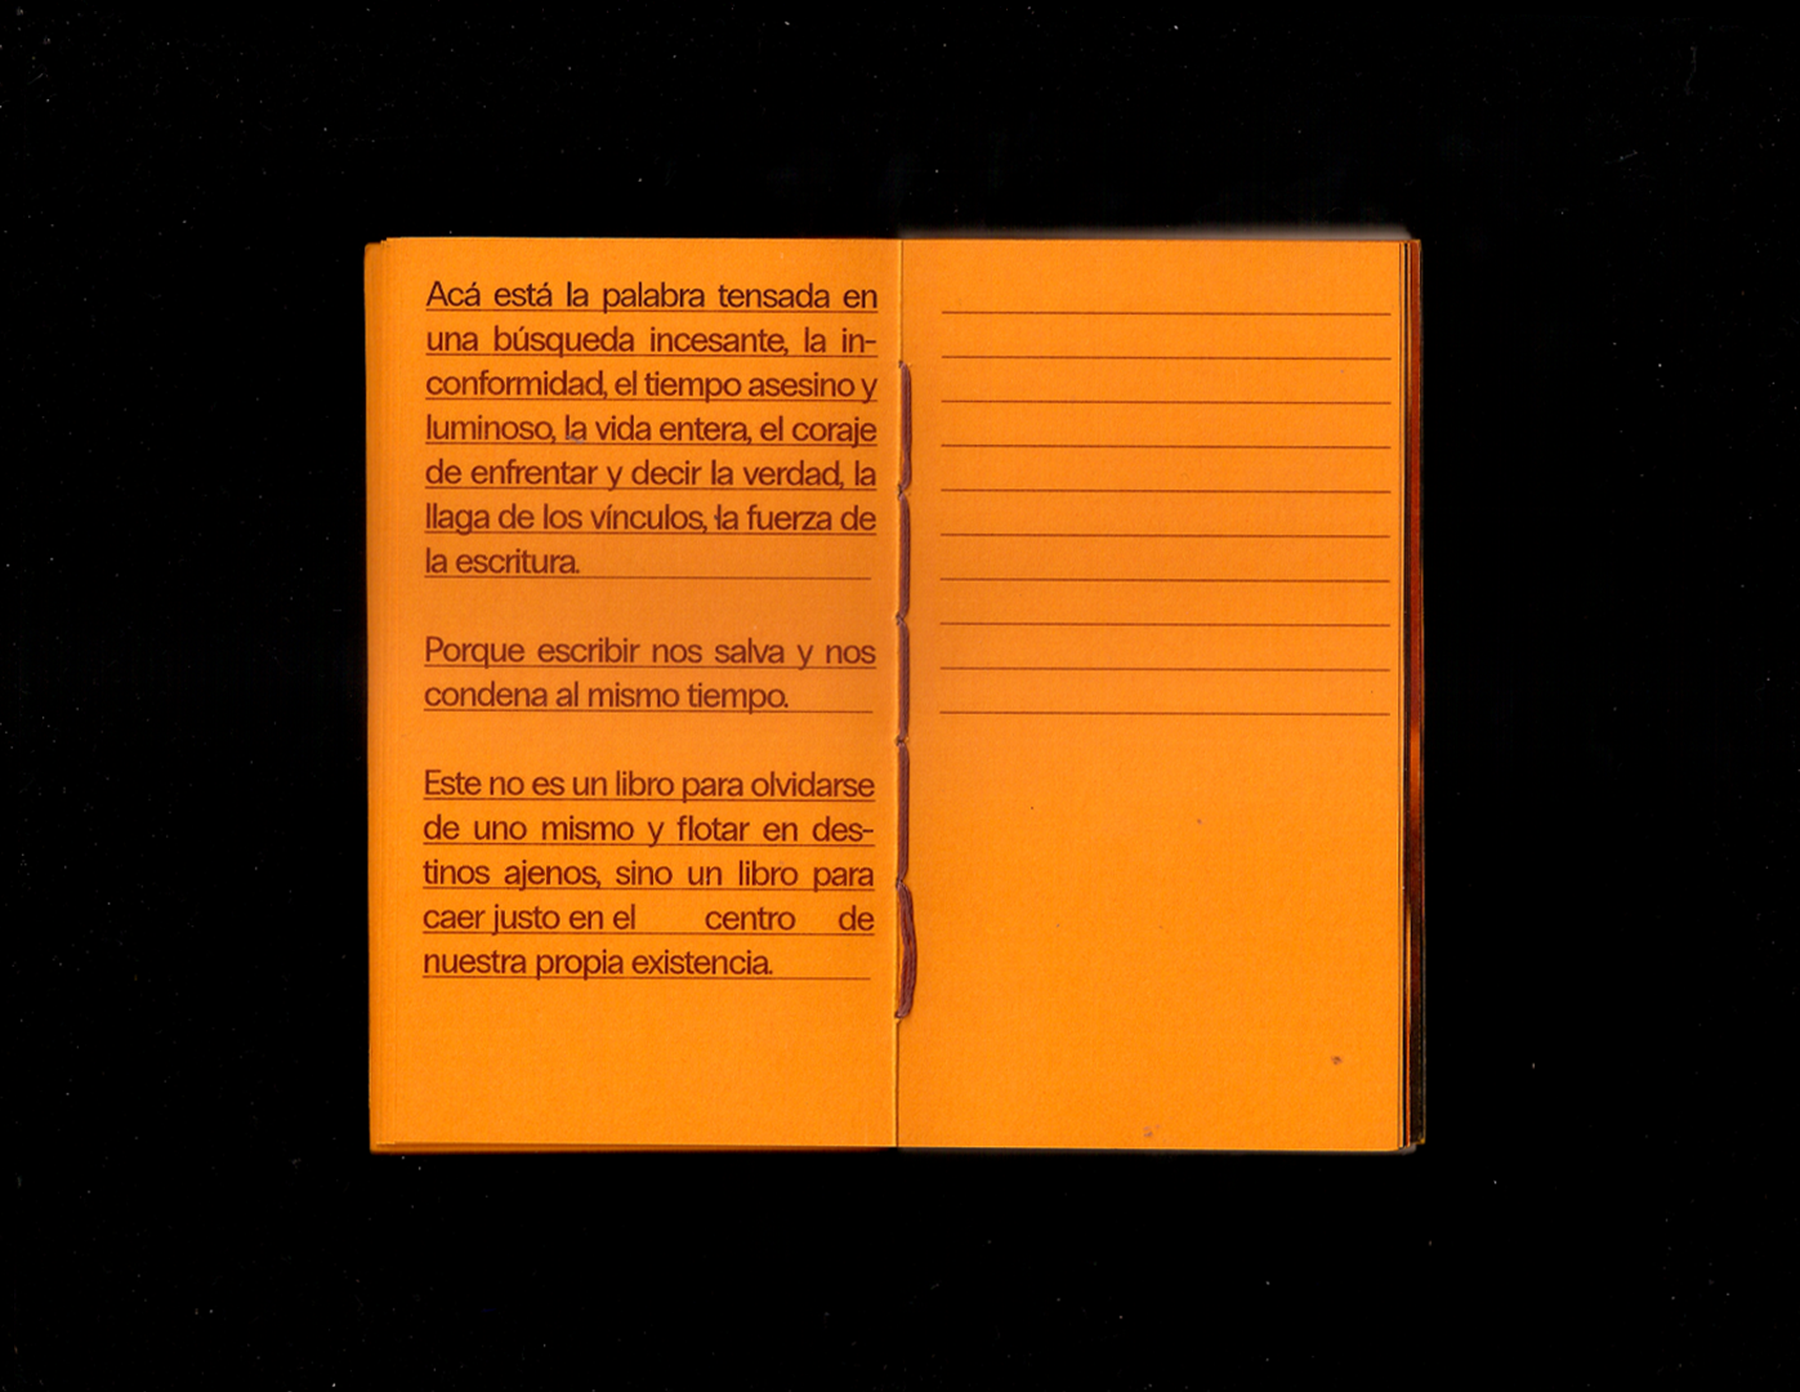 Acá está la palabra tensada en
una búsqueda incesante, la in-
conformidad, el tiempo asesino y
luminoso, la vida entera, el coraje
de enfrentar y decir la verdad, la
llaga de los vínculos, la fuerza de
la escritura.
Porque escribir nos salva y nos
condena al mismo tiempo.
Este no es un libro para olvidarse
de uno mismo y flotar en des-
tinos ajenos, sino un libro para
caer justo en el centro de
nuestra propia existencia.